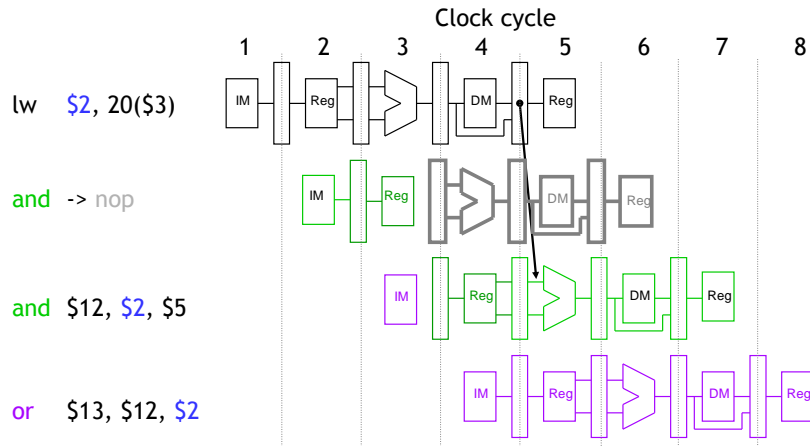 Clock cycle
1 2 3 4 5 6 7 8
lw $2, 20($3) IM Reg DM Reg
and -> nop IM Reg DM Reg
and $12, $2, $5 IM Reg DM Reg
or $13, $12, $2 IM Reg DM Reg